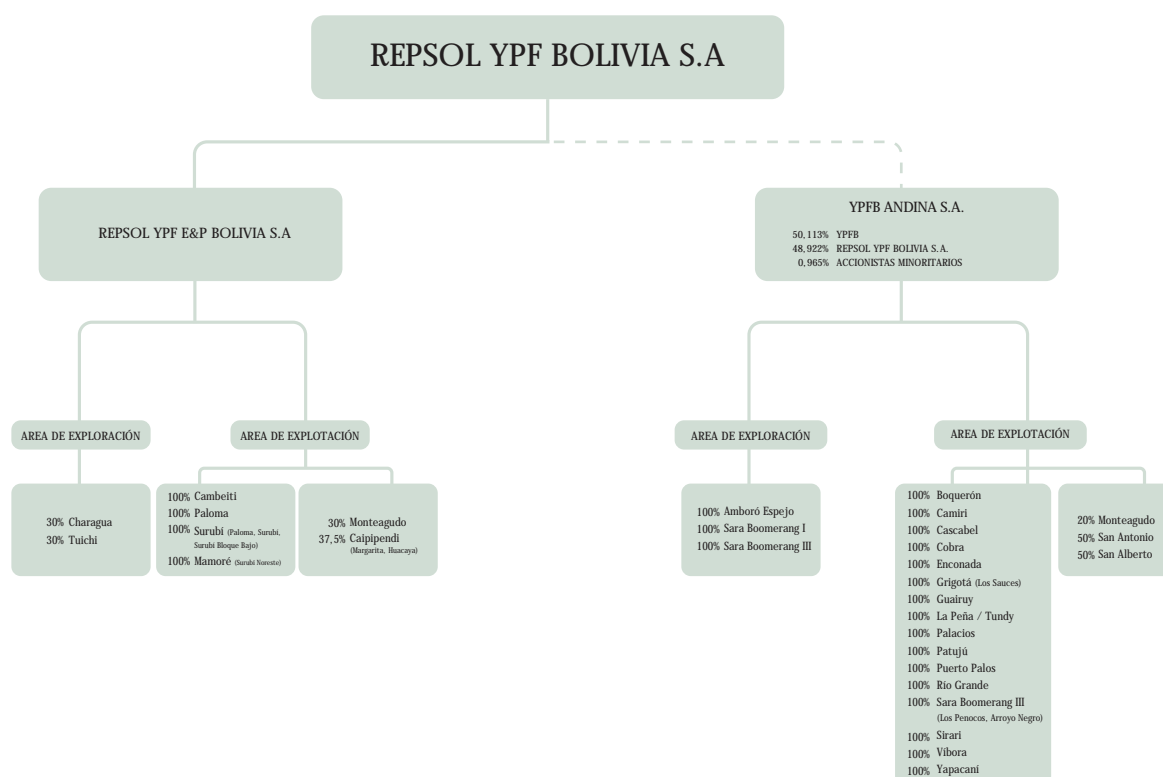 REPSOL YPF BOLIVIA S.A
REPSOL YPF E&P BOLIVIA S.A
YPFB ANDINA S.A.
50,113% YPFB
48,922% REPSOL YPF BOLIVIA S.A.
0,965% ACCIONISTAS MINORITARIOS
AREA DE EXPLORACIÓN
AREA DE EXPLOTACIÓN
AREA DE EXPLORACIÓN
AREA DE EXPLOTACIÓN
30% Charagua
30% Tuichi
100% Cambeiti
100% Paloma
100% Surubí (Paloma, Surubi,
Surubi Bloque Bajo)
100% Mamoré (Surubi Noreste)
30% Monteagudo
37,5% Caipipendi
(Margarita, Huacaya)
100% Amboró Espejo
100% Sara Boomerang I
100% Sara Boomerang III
100% Boquerón
100% Camiri
100% Cascabel
100% Cobra
100% Enconada
100% Grigotá (Los Sauces)
100% Guairuy
100% La Peña / Tundy
100% Palacios
100% Patujú
100% Puerto Palos
100% Río Grande
100% Sara Boomerang III
(Los Penocos, Arroyo Negro)
100% Sirari
100% Víbora
100% Yapacaní
20% Monteagudo
50% San Antonio
50% San Alberto